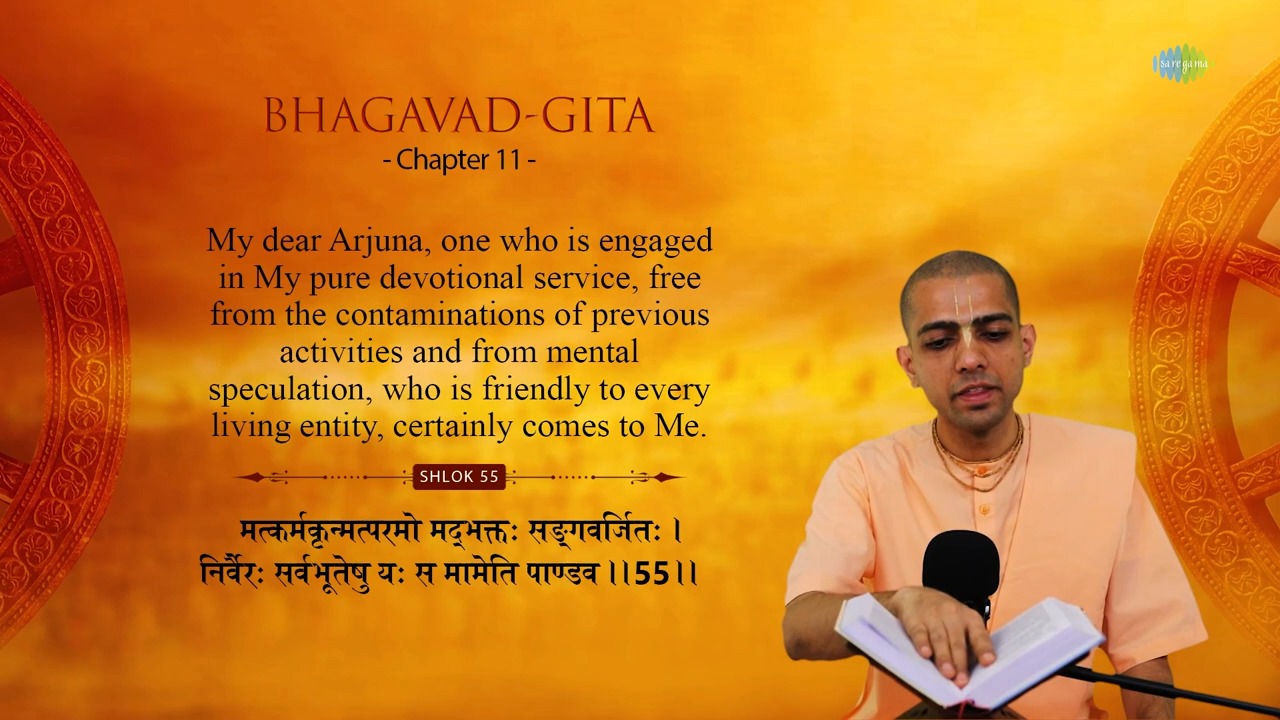 saregama
BHAGAVAD-GITA
- Chapter 11 -
My dear Arjuna, one who is engaged
in My pure devotional service, free
from the contaminations of previous
activities and from mental
speculation, who is friendly to every
living entity, certainly comes to Me.
SHLOK 55
मत्कर्मकृन्मत्परमो मद्भक्तः सङ्गवर्जितः ।
निर्वैरः सर्वभूतेषु यः स मामेति पाण्डव ।।55।।